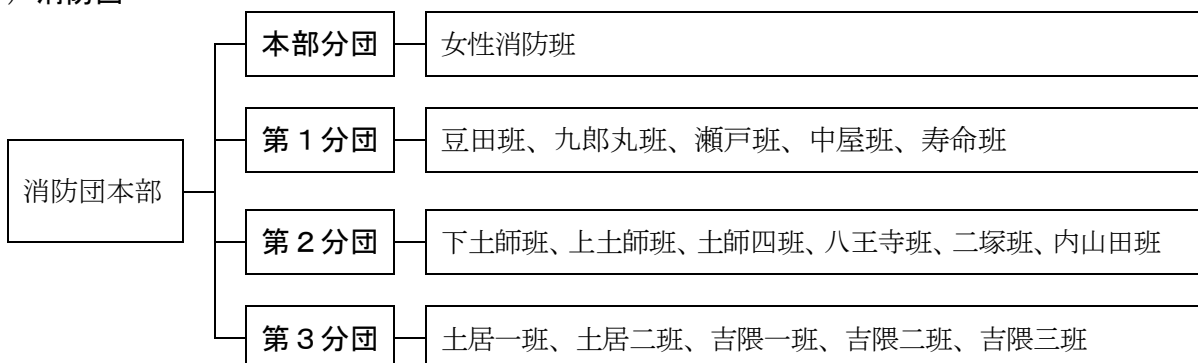 本部分団 女性消防班
第1分団 豆田班、九郎丸班、瀬戸班、中屋班、寿命班
消防団本部
第2分団 下土師班、上土師班、土師四班、八王寺班、二塚班、内山田班
第3分団 土居一班、土居二班、吉隈一班、吉隈二班、吉隈三班